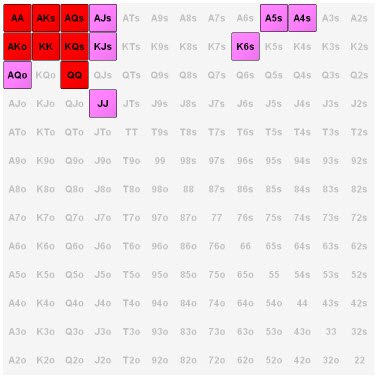 AA AKs AQs AJs ATs A9s A8s A7s A6s A5s A4s A3s A2s
AKo KK KQs KJs KTs K9s K8s K7s K6s K5s K4s K3s K2s
AQo KQo QQ QJs QTs Q9s Q8s Q7s Q6s Q5s Q4s Q3s Q2s
AJo KJo QJo JJ JTs J9s J8s J7s J6s J5s J4s J3s J2s
ATo KTo QTo JTo TT T9s T8s T7s T6s T5s T4s T3s T2s
A9o K9o Q9o J9o T9o 99 98s 97s 96s 95s 94s 93s 92s
A8o K8o Q8o J8o T8o 98o 88 87s 86s 85s 84s 83s 82s
A7o K7o Q7o J7o T7o 97o 87o 77 76s 75s 74s 73s 72s
A6o K6o Q6o J6o T6o 96o 86o 76o 66 65s 64s 63s 62s
A5o K5o Q5o J5o T5o 95o 85o 75o 65o 55 54s 53s 52s
A4o K4o Q4o J4o T4o 94o 84o 74o 64o 54o 44 43s 42s
A3o K3o Q3o J3o T3o 93o 83o 73o 63o 53o 43o 33 32s
A2o K2o Q2o J2o T2o 92o 82o 72o 62o 52o 42o 32o 22